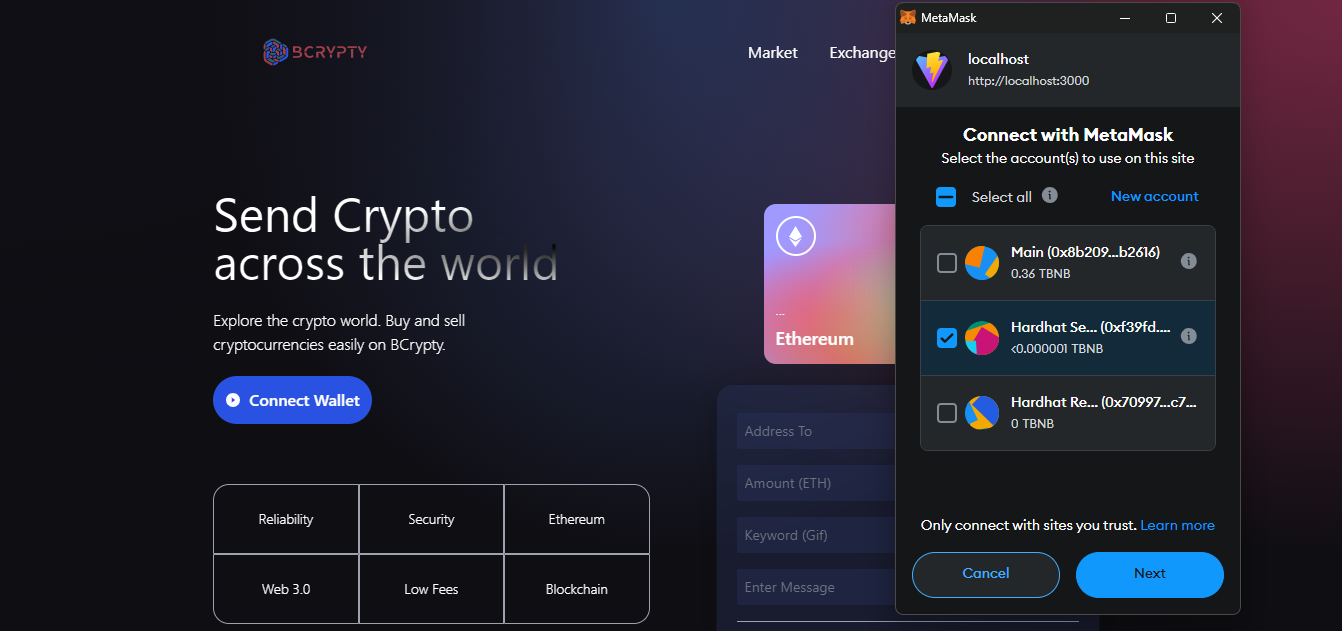 BCRYPTY
Market
Exchange
Send Crypto
across the world
Explore the crypto world. Buy and sell
cryptocurrencies easily on BCrypty.
Connect Wallet
Reliability
Security
Ethereum
Web 3.0
Low Fees
Blockchain
...
Ethereum
Address To
Amount (ETH)
Keyword (Gif)
Enter Message
MetaMask
localhost
http://localhost:3000
Connect with MetaMask
Select the account(s) to use on this site
Select all
New account
Main (0x8b209...b2616)
0.36 TBNB
Hardhat Se... (0xf39fd....
<0.000001 TBNB
Hardhat Re... (0x70997...c7...
0 TBNB
Only connect with sites you trust. Learn more
Cancel
Next